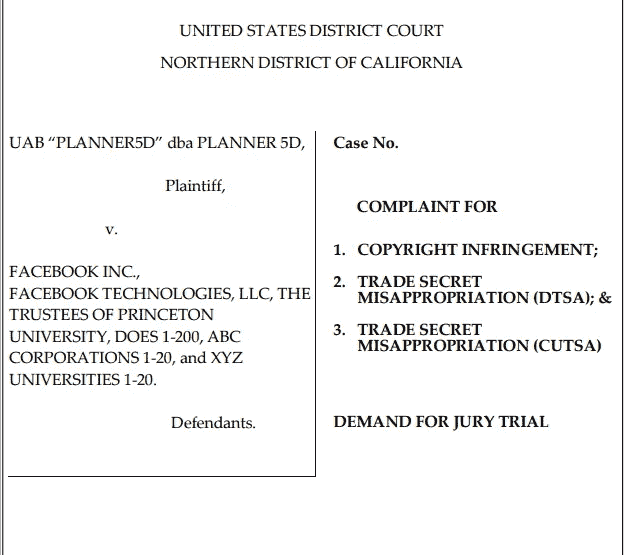 UNITED STATES DISTRICT COURT
NORTHERN DISTRICT OF CALIFORNIA
UAB “PLANNER5D” dba PLANNER 5D,
Plaintiff,
v.
FACEBOOK INC.,
FACEBOOK TECHNOLOGIES, LLC, THE
TRUSTEES OF PRINCETON
UNIVERSITY, DOES 1-200, ABC
CORPORATIONS 1-20, and XYZ
UNIVERSITIES 1-20.
Defendants.
Case No.
COMPLAINT FOR
1. COPYRIGHT INFRINGEMENT;
2. TRADE SECRET
MISAPPROPRIATION (DTSA); &
3. TRADE SECRET
MISAPPROPRIATION (CUTSA)
DEMAND FOR JURY TRIAL